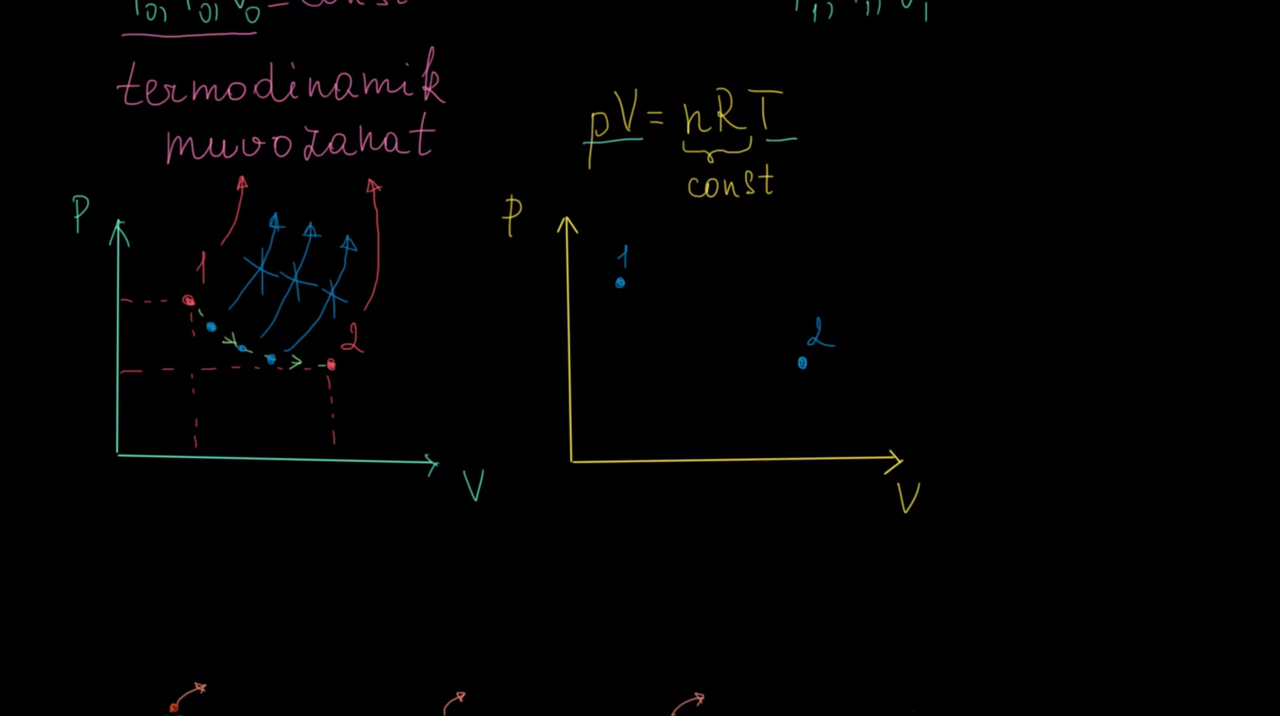 termodinamik
muvozanat
pV = nRT
const
P
1
2
V
P
1
2
V